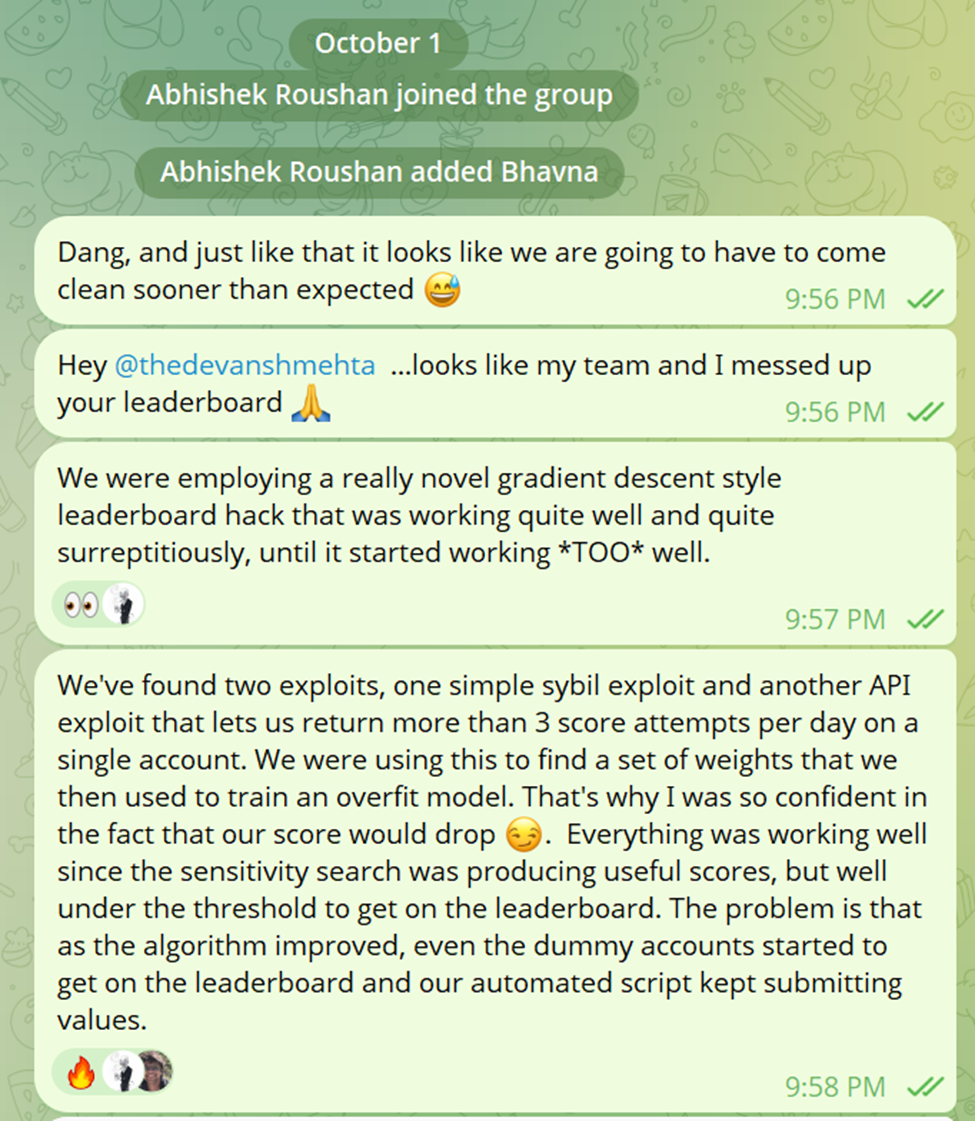 October 1
Abhishek Roushan joined the group
Abhishek Roushan added Bhavna
Dang, and just like that it looks like we are going to have to come
clean sooner than expected 😅
9:56 PM
Hey @thedevanshmehta ...looks like my team and I messed up
your leaderboard 🙏
9:56 PM
We were employing a really novel gradient descent style
leaderboard hack that was working quite well and quite
surreptitiously, until it started working *TOO* well.
👀
9:57 PM
We've found two exploits, one simple sybil exploit and another API
exploit that lets us return more than 3 score attempts per day on a
single account. We were using this to find a set of weights that we
then used to train an overfit model. That's why I was so confident in
the fact that our score would drop 😏. Everything was working well
since the sensitivity search was producing useful scores, but well
under the threshold to get on the leaderboard. The problem is that
as the algorithm improved, even the dummy accounts started to
get on the leaderboard and our automated script kept submitting
values.
🔥
9:58 PM